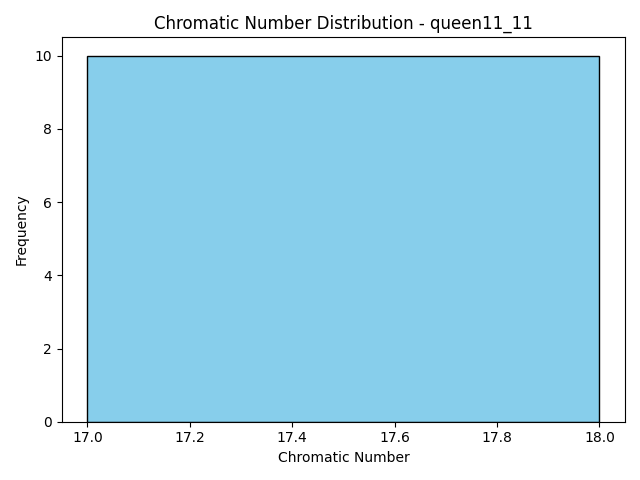 Chromatic Number Distribution - queen11_11
10
8
6
4
2
0
Frequency
17.0 17.2 17.4 17.6 17.8 18.0
Chromatic Number